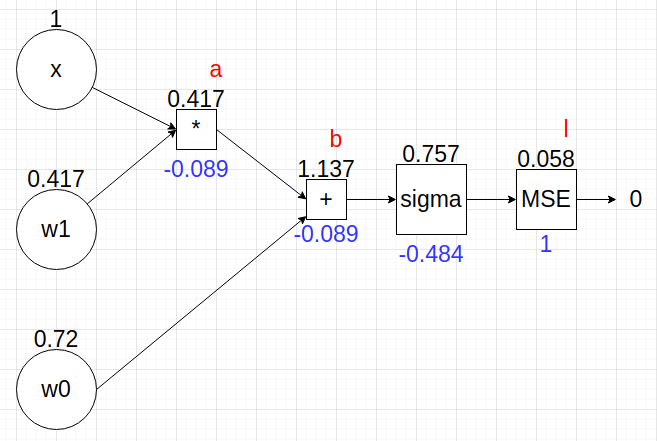 1
x
a
0.417
*
-0.089
0.417
w1
b
1.137
+
-0.089
0.757
sigma
-0.484
l
0.058
MSE
1
0
0.72
w0